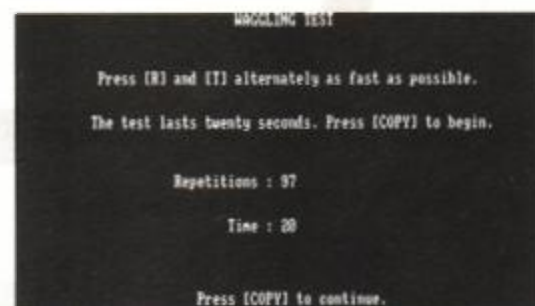 WAGGLING TEST
Press [R] and [T] alternately as fast as possible.
The test lasts twenty seconds. Press [COPY] to begin.
Repetitions : 97
Time : 20
Press [COPY] to continue.